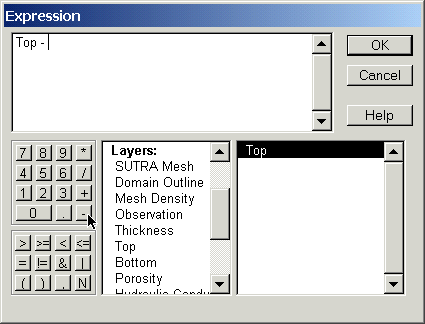 Expression
Top -
OK
Cancel
Help
7 8 9 *
4 5 6 /
1 2 3 +
0 . -
> >= < <=
= != & |
( ) , N
Layers:
SUTRA Mesh
Domain Outline
Mesh Density
Observation
Thickness
Top
Bottom
Porosity
Hydraulic Condu
Top